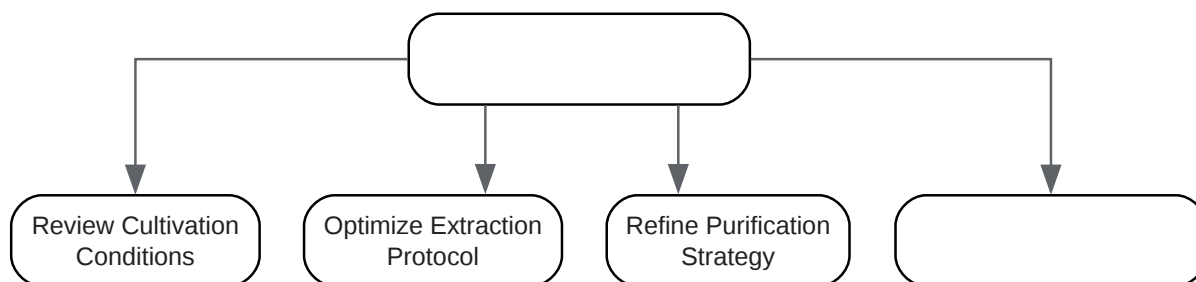 Review Cultivation
Conditions
Optimize Extraction
Protocol
Refine Purification
Strategy